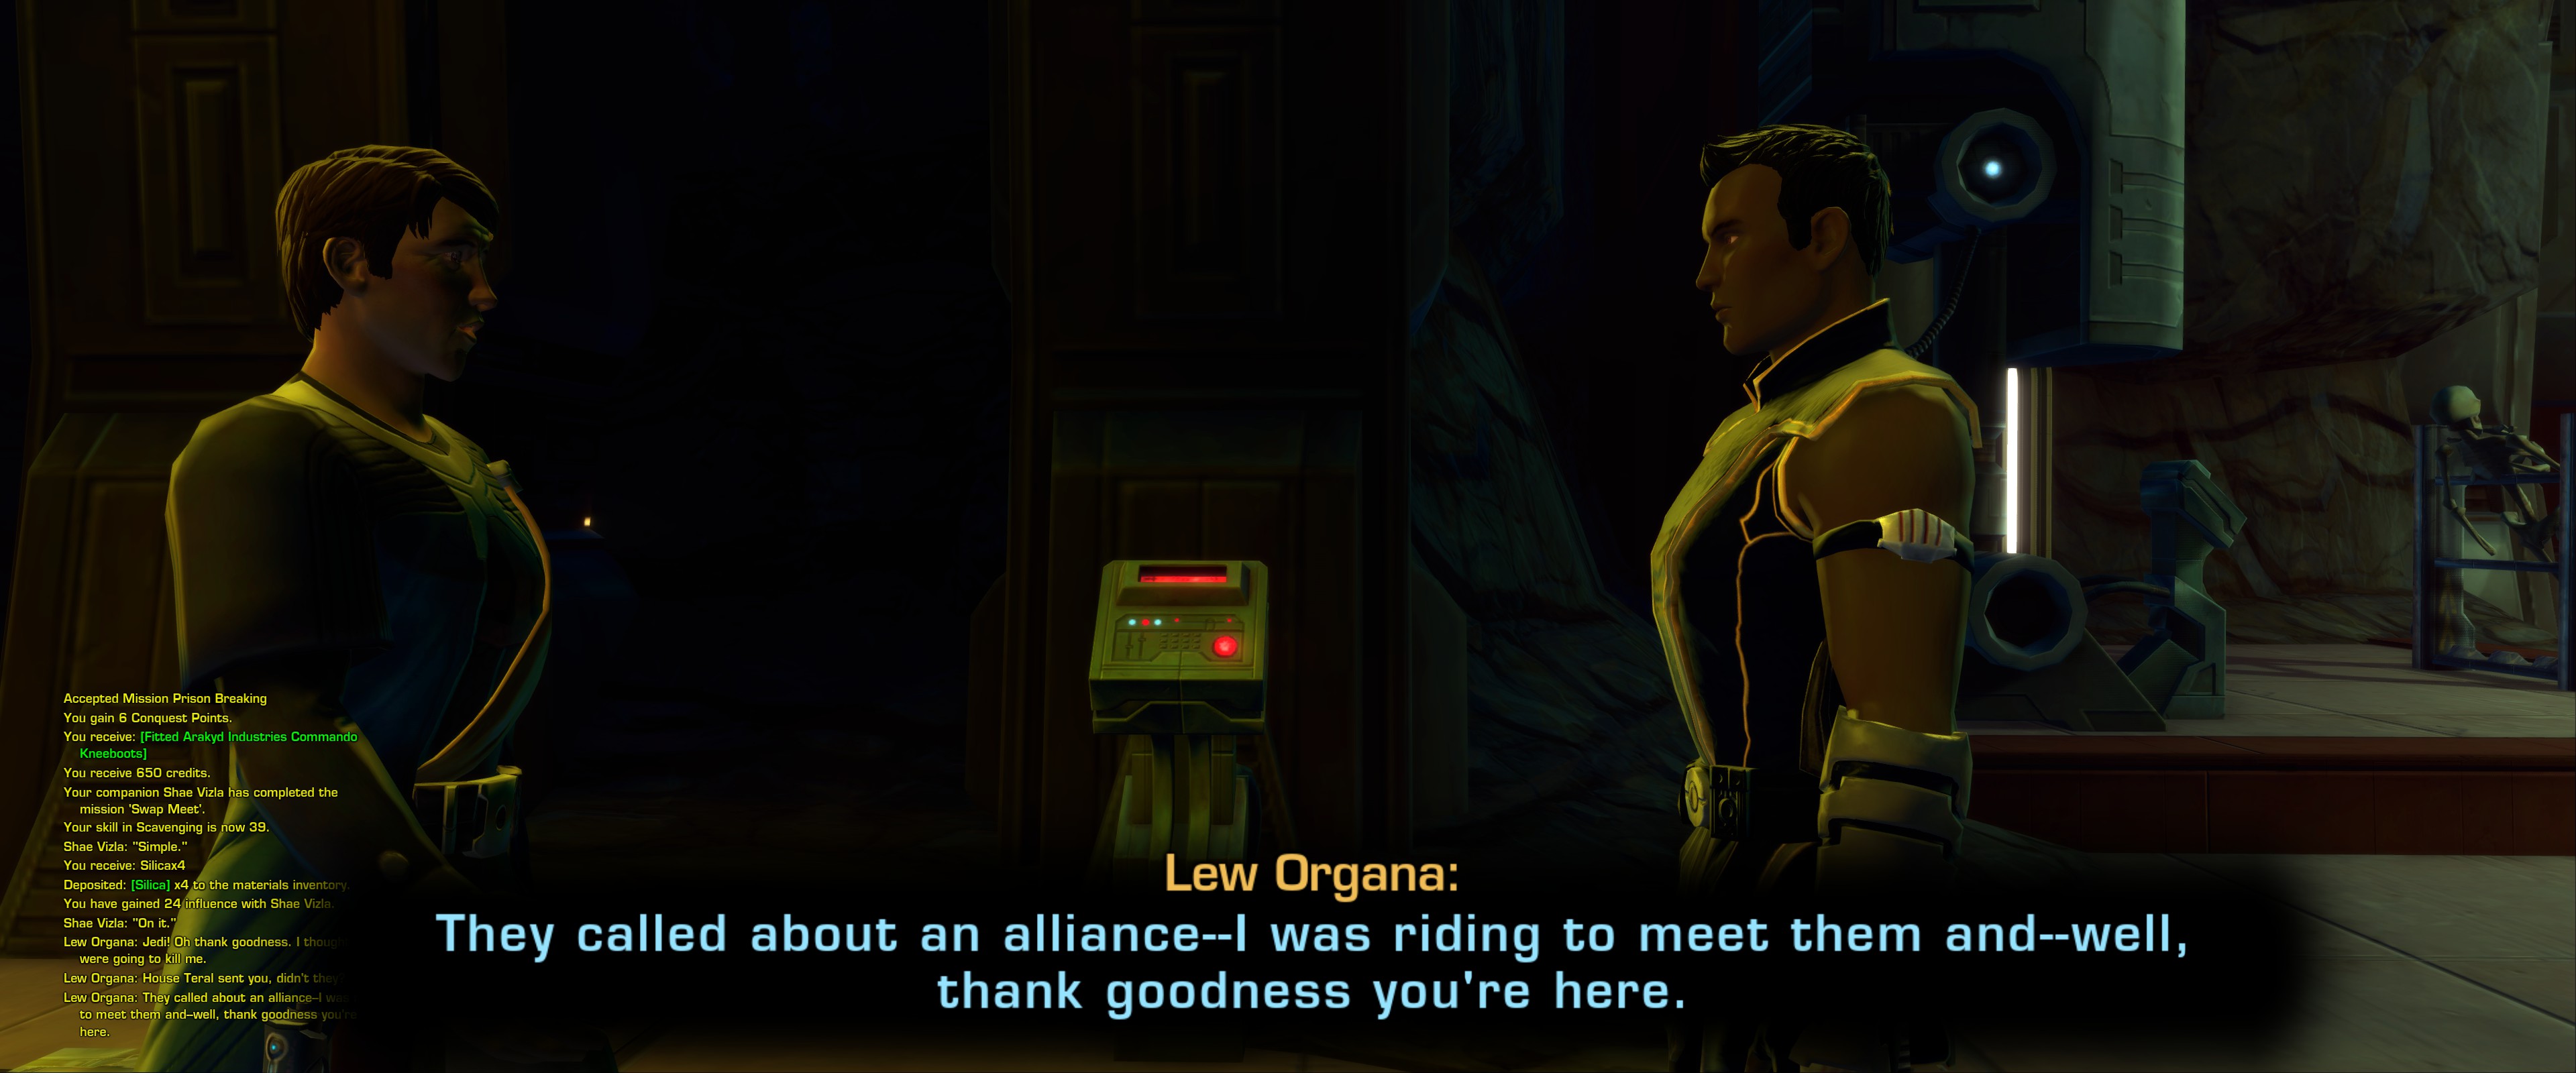 Accepted Mission Prison Breaking
You gain 6 Conquest Points.
You receive: [Fitted Arakyd Industries Commando
Kneeboots]
You receive 650 credits.
Your companion Shae Vizla has completed the
mission 'Swap Meet'.
Your skill in Scavenging is now 39.
Shae Vizla: "Simple."
You receive: Silicax4
Deposited: [Silica] x4 to the materials inventory.
You have gained 24 influence with Shae Vizla.
Shae Vizla: "On it."
Lew Organa: Jedi! Oh thank goodness. I though
were going to kill me.
Lew Organa: House Teral sent you, didn't they
Lew Organa: They called about an alliance--I was
to meet them and--well, thank goodness you're
here.
Lew Organa:
They called about an alliance--I was riding to meet them and--well,
thank goodness you're here.